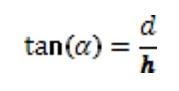 tan(α) = d/h